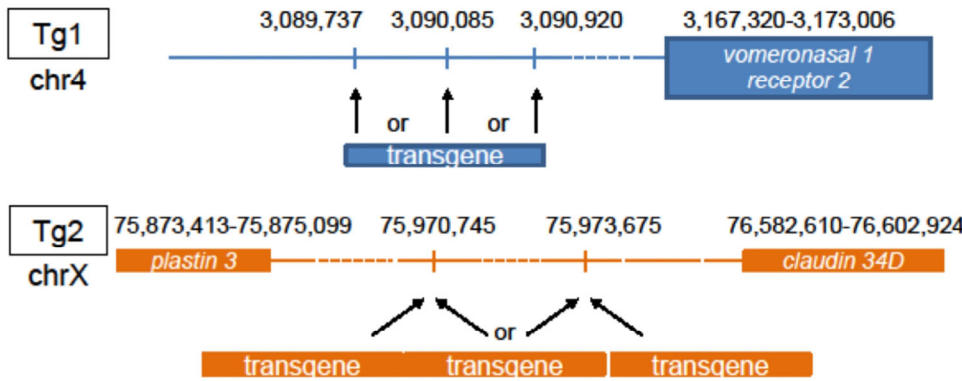 Tg1
3,089,737 3,090,085 3,090,920 3,167,320-3,173,006
chr4
vomeronasal 1
receptor 2
or or
transgene
Tg2
75,873,413-75,875,099 75,970,745 75,973,675 76,582,610-76,602,924
chrX
plastin 3 claudin 34D
or
transgene transgene transgene